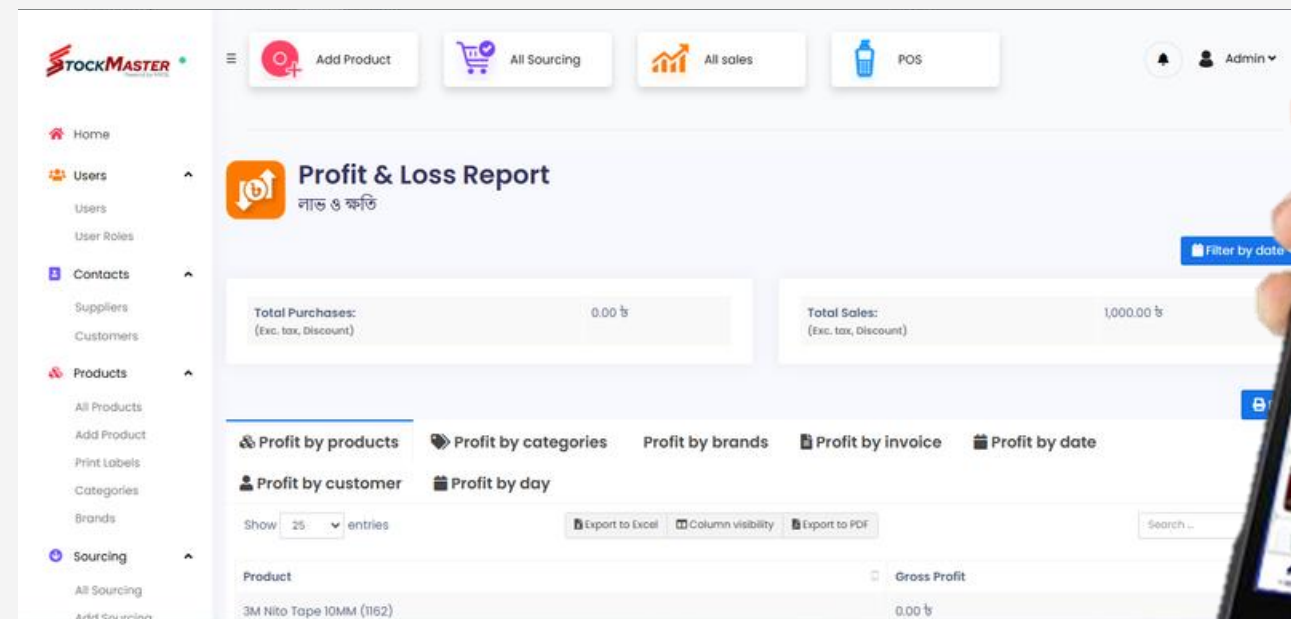 STOCKMASTER
Add Product
All Sourcing
All sales
POS
Admin
Home
Users
Users
User Roles
Contacts
Suppliers
Customers
Products
All Products
Add Product
Print Labels
Categories
Brands
Sourcing
All Sourcing
Add Sourcing
Profit & Loss Report
লাভ ও ক্ষতি
Filter by date
Total Purchases:
0.00 ৳
(Exc. tax, Discount)
Total Sales:
1,000.00 ৳
(Exc. tax, Discount)
Profit by products
Profit by categories
Profit by brands
Profit by invoice
Profit by date
Profit by customer
Profit by day
Show 25 entries
Export to Excel
Column visibility
Export to PDF
Search ...
Product
Gross Profit
3M Nito Tape 10MM (1162)
0.00 ৳